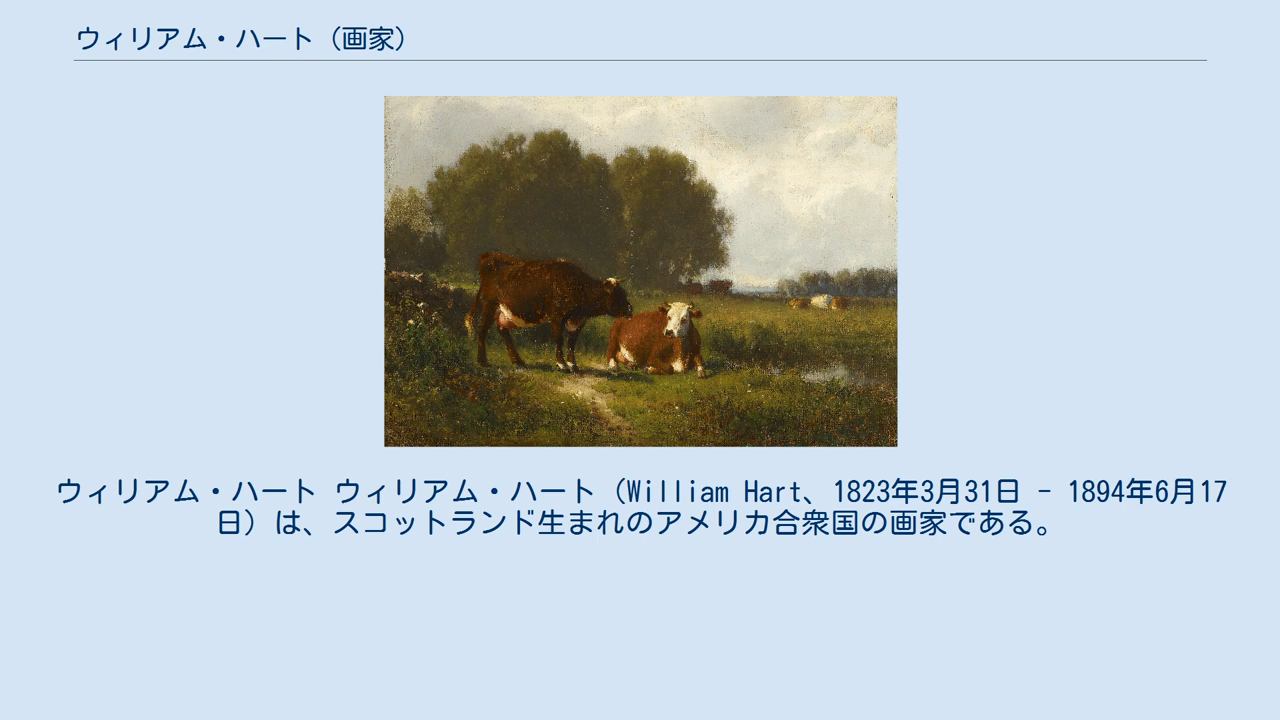 ウィリアム・ハート（画家）
ウィリアム・ハート ウィリアム・ハート（William Hart、1823年3月31日 - 1894年6月17
日）は、スコットランド生まれのアメリカ合衆国の画家である。